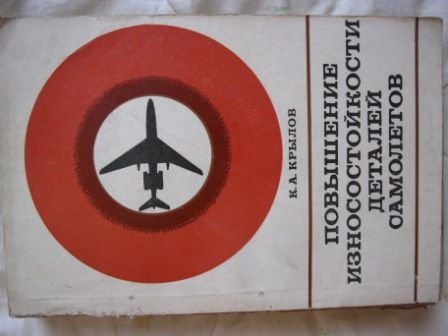 К. А. КРЫЛОВ
ПОВЫШЕНИЕ
ИЗНОСОСТОЙКОСТИ
ДЕТАЛЕЙ
САМОЛЕТОВ